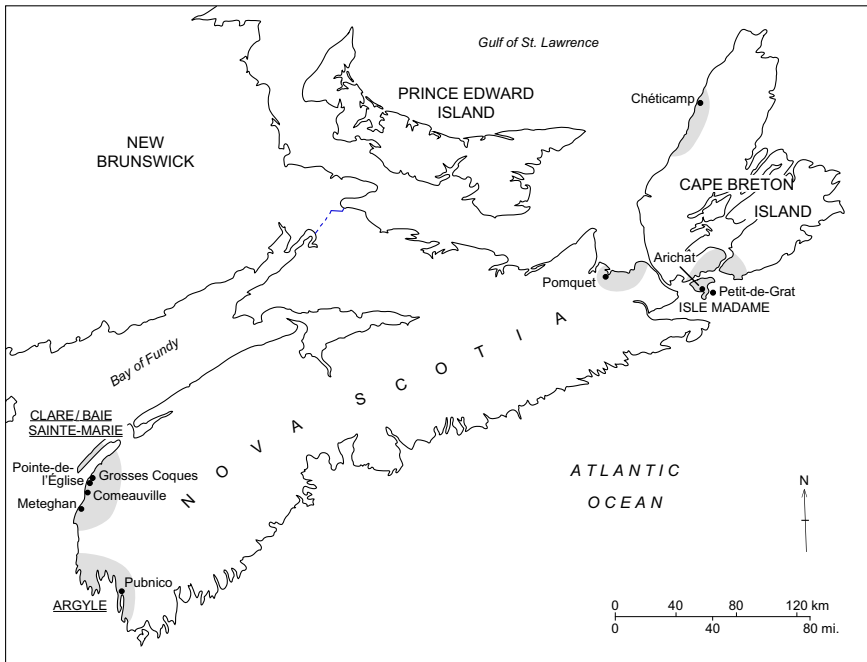 Gulf of St. Lawrence
PRINCE EDWARD
ISLAND
NEW
BRUNSWICK
Chéticamp
CAPE BRETON
ISLAND
Arichat
Pomquet
Petit-de-Grat
ISLE MADAME
Bay of Fundy
NOVA SCOTIA
CLARE/BAIE
SAINTE-MARIE
Pointe-de-
l'Église
Grosses Coques
Comeauville
Meteghan
ATLANTIC
OCEAN
N
Pubnico
ARGYLE
0 40 80 120 km
0 40 80 mi.